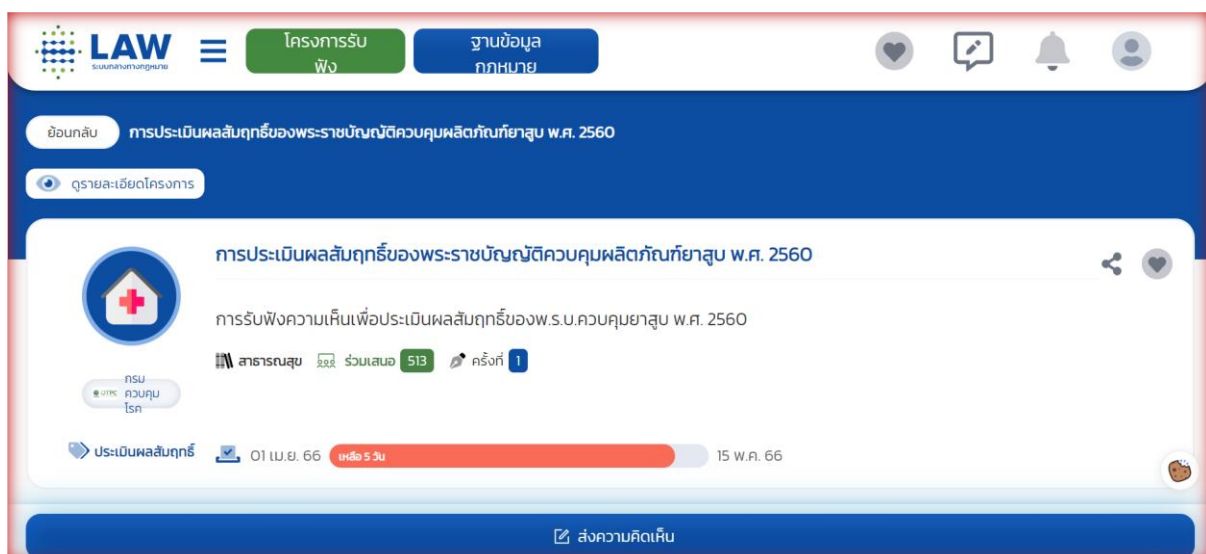 LAW
ระบบกลางทางกฎหมาย
โครงการรับ
ฟัง
ฐานข้อมูล
กฎหมาย
ย้อนกลับ
การประเมินผลสัมฤทธิ์ของพระราชบัญญัติควบคุมผลิตภัณฑ์ยาสูบ พ.ศ. 2560
ดูรายละเอียดโครงการ
การประเมินผลสัมฤทธิ์ของพระราชบัญญัติควบคุมผลิตภัณฑ์ยาสูบ พ.ศ. 2560
การรับฟังความเห็นเพื่อประเมินผลสัมฤทธิ์ของพ.ร.บ.ควบคุมยาสูบ พ.ศ. 2560
สาธารณสุข ร่วมเสนอ 513 ครั้งที่ 1
กรม
ควบคุม
โรค
ประเมินผลสัมฤทธิ์
01 เม.ย. 66 เหลือ 5 วัน 15 พ.ค. 66
ส่งความคิดเห็น